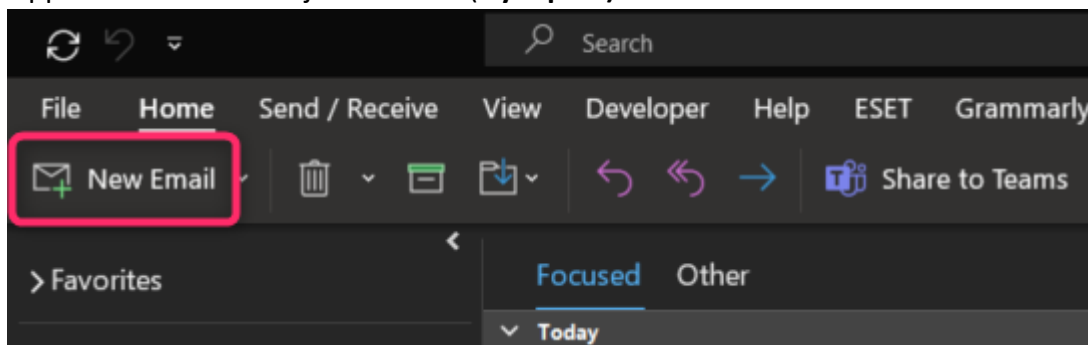 Search
File Home Send / Receive View Developer Help ESET Grammarly
New Email Share to Teams
Favorites
Focused Other
Today